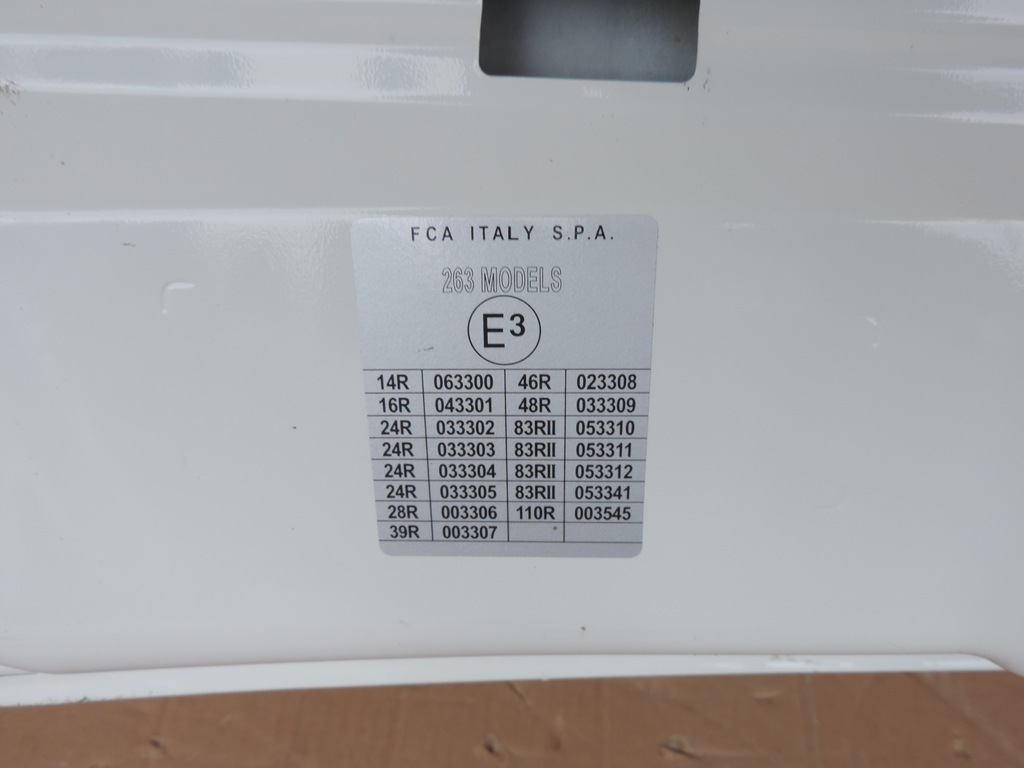 FCA ITALY S.P.A.
263 MODELS
E3
14R 063300 46R 023308
16R 043301 48R 033309
24R 033302 83RII 053310
24R 033303 83RII 053311
24R 033304 83RII 053312
24R 033305 83RII 053341
28R 003306 110R 003545
39R 003307